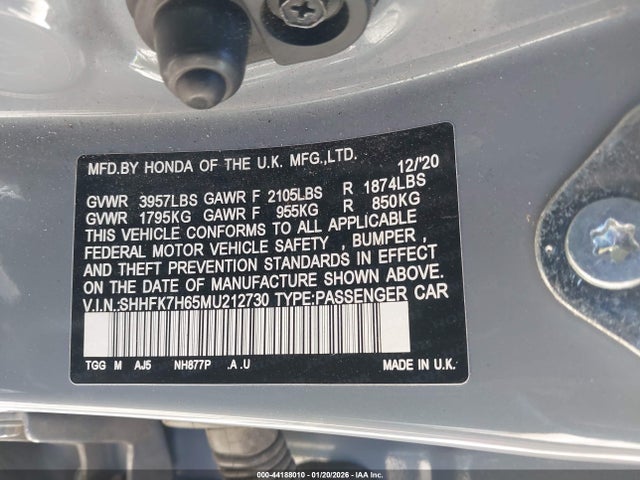 MFD.BY HONDA OF THE U.K. MFG.,LTD. 12/'20
GVWR 3957LBS GAWR F 2105LBS R 1874LBS
GVWR 1795KG GAWR F 955KG R 850KG
THIS VEHICLE CONFORMS TO ALL APPLICABLE
FEDERAL MOTOR VEHICLE SAFETY , BUMPER ,
AND THEFT PREVENTION STANDARDS IN EFFECT
ON THE DATE OF MANUFACTURE SHOWN ABOVE.
V.I.N.:SHHFK7H65MU212730 TYPE:PASSENGER CAR
TGG M AJ5 NH877P .A .U MADE IN U.K.
000-44188010 | 01/20/2026 | IAA Inc.